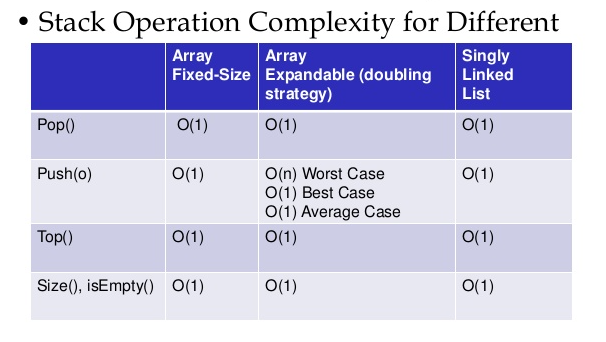 • Stack Operation Complexity for Different
Array
Fixed-Size
Array
Expandable (doubling
strategy)
Singly
Linked
List
Pop()
O(1)
O(1)
O(1)
Push(o)
O(1)
O(n) Worst Case
O(1) Best Case
O(1) Average Case
O(1)
Top()
O(1)
O(1)
O(1)
Size(), isEmpty()
O(1)
O(1)
O(1)